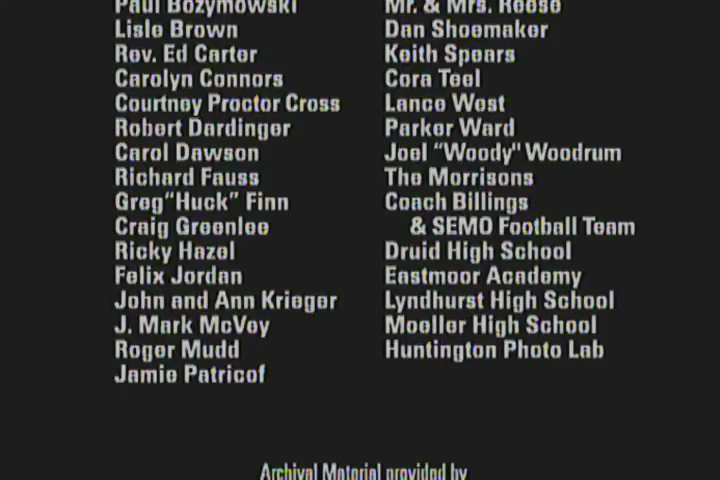 Paul Bozymowski
Lisle Brown
Rev. Ed Carter
Carolyn Connors
Courtney Proctor Cross
Robert Dardinger
Carol Dawson
Richard Fauss
Greg“Huck” Finn
Craig Greenlee
Ricky Hazel
Felix Jordan
John and Ann Krieger
J. Mark McVey
Roger Mudd
Jamie Patricof
Mr. & Mrs. Reese
Dan Shoemaker
Keith Spears
Cora Teel
Lance West
Parker Ward
Joel “Woody" Woodrum
The Morrisons
Coach Billings
& SEMO Football Team
Druid High School
Eastmoor Academy
Lyndhurst High School
Moeller High School
Huntington Photo Lab
Archival Material provided by